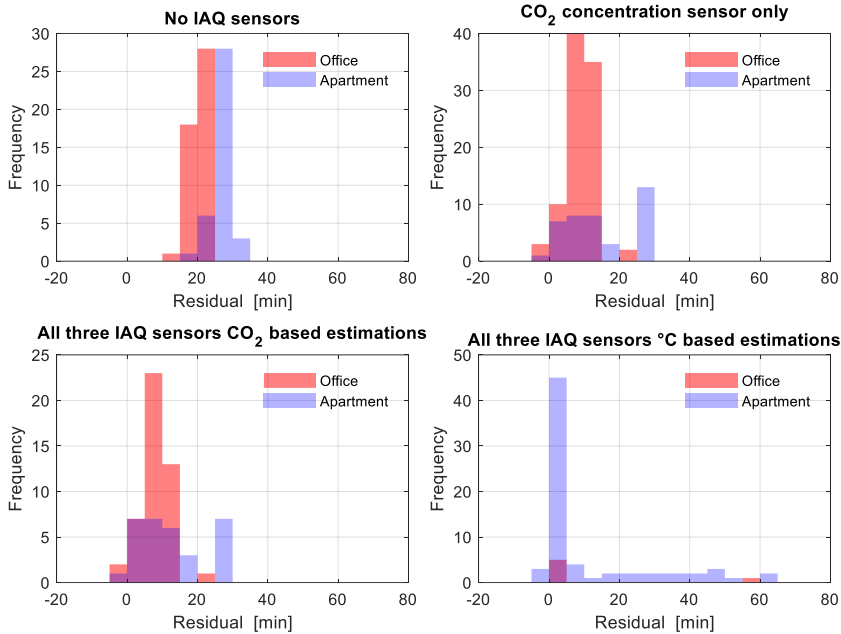 No IAQ sensors
30
25
20
15
10
5
0
Frequency
-20 0 20 40 60 80
Residual [min]
Office
Apartment
CO2 concentration sensor only
40
30
20
10
0
Frequency
-20 0 20 40 60 80
Residual [min]
Office
Apartment
All three IAQ sensors CO2 based estimations
25
20
15
10
5
0
Frequency
-20 0 20 40 60 80
Residual [min]
Office
Apartment
All three IAQ sensors °C based estimations
50
40
30
20
10
0
Frequency
-20 0 20 40 60 80
Residual [min]
Office
Apartment